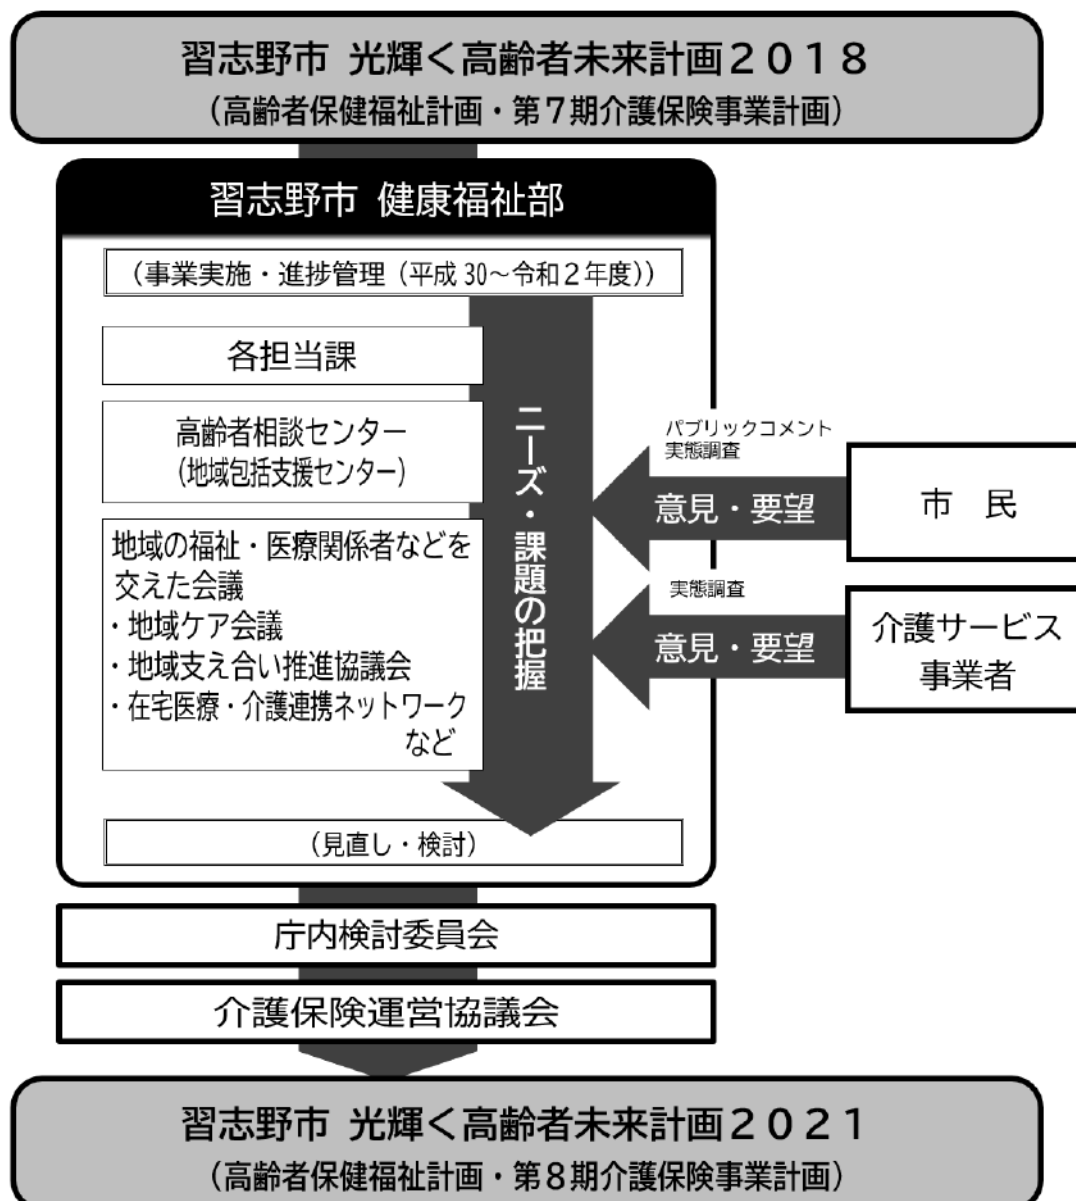 習志野市 光輝く高齢者未来計画２０１８
（高齢者保健福祉計画・第７期介護保険事業計画）
習志野市 健康福祉部
（事業実施・進捗管理（平成 30～令和２年度））
各担当課
高齢者相談センター
（地域包括支援センター）
地域の福祉・医療関係者などを
交えた会議
・地域ケア会議
・地域支え合い推進協議会
・在宅医療・介護連携ネットワーク
など
ニーズ・課題の把握
パブリックコメント
実態調査
意見・要望
市　民
実態調査
意見・要望
介護サービス
事業者
（見直し・検討）
庁内検討委員会
介護保険運営協議会
習志野市 光輝く高齢者未来計画２０２１
（高齢者保健福祉計画・第８期介護保険事業計画）